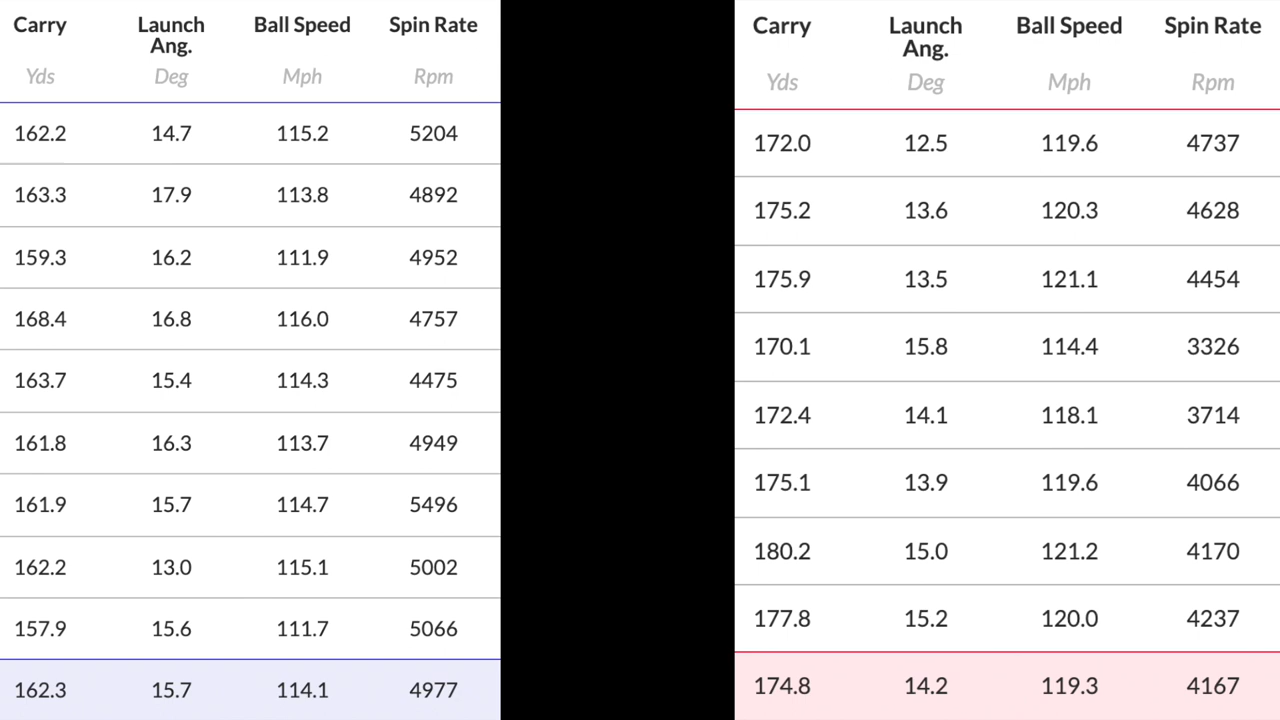 Carry Launch Ang. Ball Speed Spin Rate
Yds Deg Mph Rpm
162.2 14.7 115.2 5204
163.3 17.9 113.8 4892
159.3 16.2 111.9 4952
168.4 16.8 116.0 4757
163.7 15.4 114.3 4475
161.8 16.3 113.7 4949
161.9 15.7 114.7 5496
162.2 13.0 115.1 5002
157.9 15.6 111.7 5066
162.3 15.7 114.1 4977
Carry Launch Ang. Ball Speed Spin Rate
Yds Deg Mph Rpm
172.0 12.5 119.6 4737
175.2 13.6 120.3 4628
175.9 13.5 121.1 4454
170.1 15.8 114.4 3326
172.4 14.1 118.1 3714
175.1 13.9 119.6 4066
180.2 15.0 121.2 4170
177.8 15.2 120.0 4237
174.8 14.2 119.3 4167